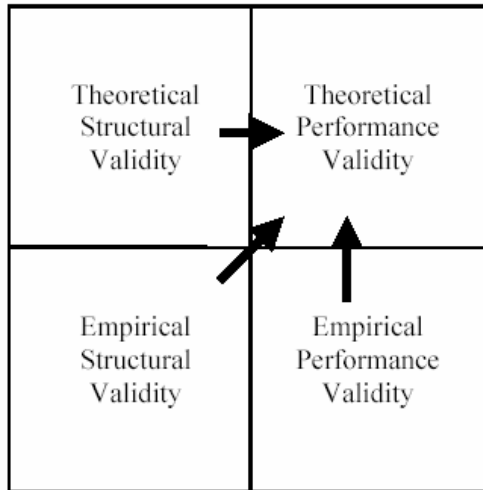 Theoretical
Structural
Validity
Theoretical
Performance
Validity
Empirical
Structural
Validity
Empirical
Performance
Validity